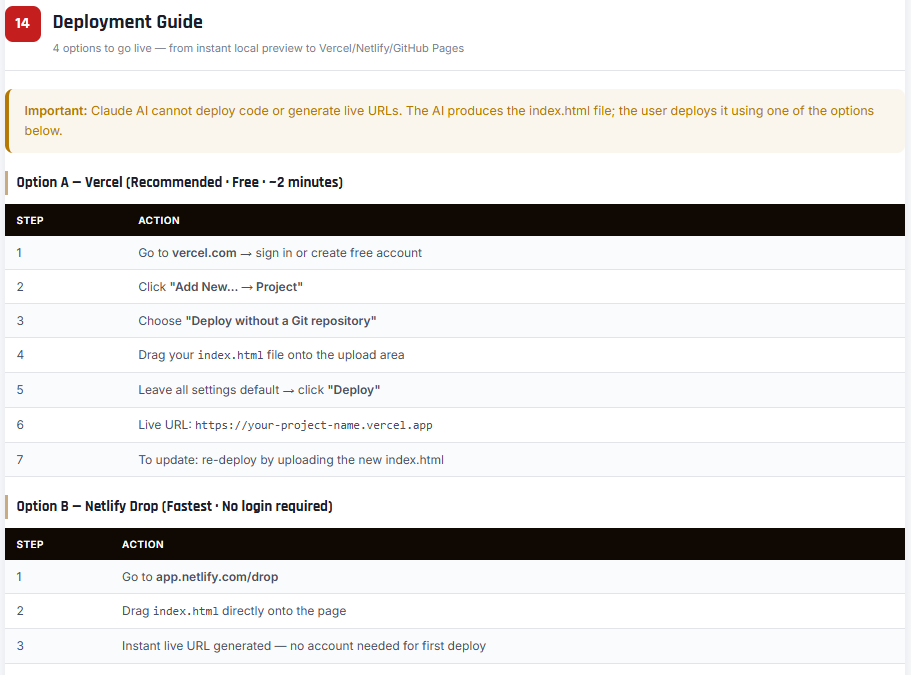 14
Deployment Guide
4 options to go live — from instant local preview to Vercel/Netlify/GitHub Pages
Important: Claude AI cannot deploy code or generate live URLs. The AI produces the index.html file; the user deploys it using one of the options
below.
Option A — Vercel (Recommended · Free · ~2 minutes)
STEP ACTION
1 Go to vercel.com → sign in or create free account
2 Click "Add New... → Project"
3 Choose "Deploy without a Git repository"
4 Drag your index.html file onto the upload area
5 Leave all settings default → click "Deploy"
6 Live URL: https://your-project-name.vercel.app
7 To update: re-deploy by uploading the new index.html
Option B — Netlify Drop (Fastest · No login required)
STEP ACTION
1 Go to app.netlify.com/drop
2 Drag index.html directly onto the page
3 Instant live URL generated — no account needed for first deploy